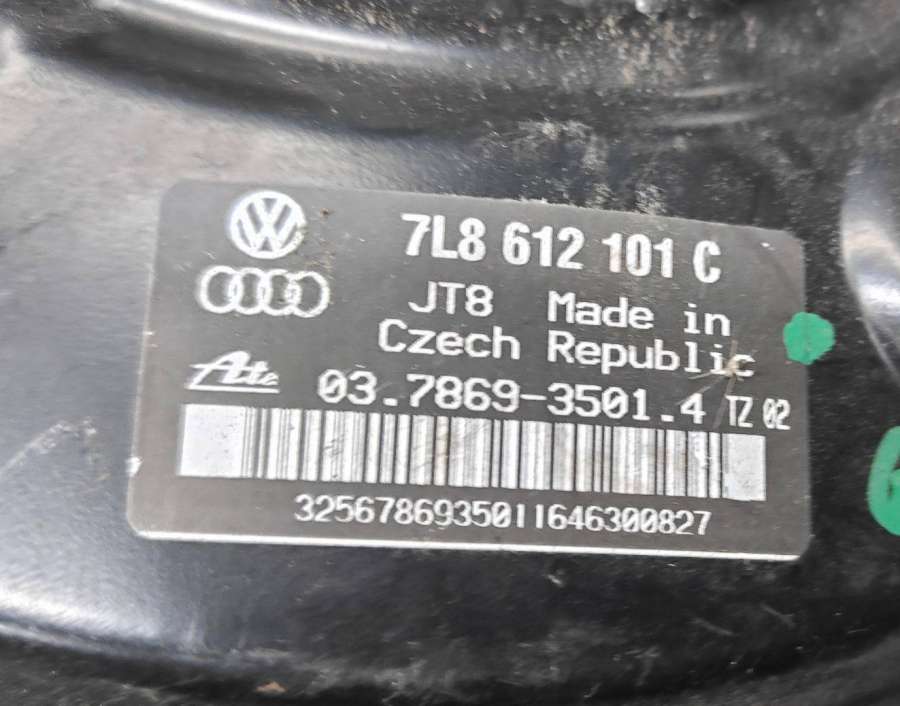 7L8 612 101 C
JT8 Made in
Czech Republic
Ate 03.7869-3501.4 TZ 02
3256786935011646300827